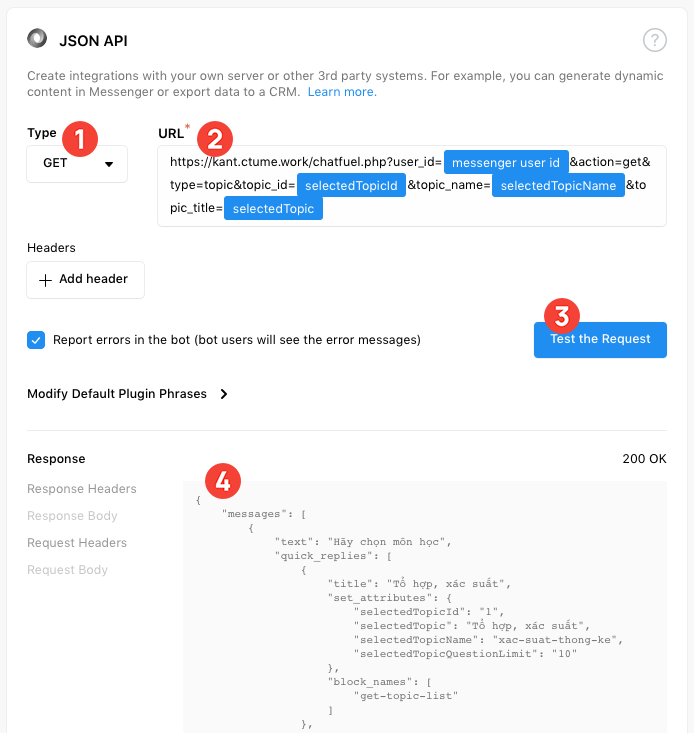 JSON API
?
Create integrations with your own server or other 3rd party systems. For example, you can generate dynamic
content in Messenger or export data to a CRM. Learn more.
Type 1
URL* 2
GET
https://kant.ctume.work/chatfuel.php?user_id= messenger user id &action=get&
type=topic&topic_id= selectedTopicId &topic_name= selectedTopicName &to
pic_title= selectedTopic
Headers
+ Add header
3
Report errors in the bot (bot users will see the error messages)
Test the Request
Modify Default Plugin Phrases
Response
200 OK
4
Response Headers
Response Body
Request Headers
Request Body
{
"messages": [
{
"text": "Hãy chọn môn học",
"quick_replies": [
{
"title": "Tổ hợp, xác suất",
"set_attributes": {
"selectedTopicId": "1",
"selectedTopic": "Tổ hợp, xác suất",
"selectedTopicName": "xac-suat-thong-ke",
"selectedTopicQuestionLimit": "10"
},
"block_names": [
"get-topic-list"
]
},